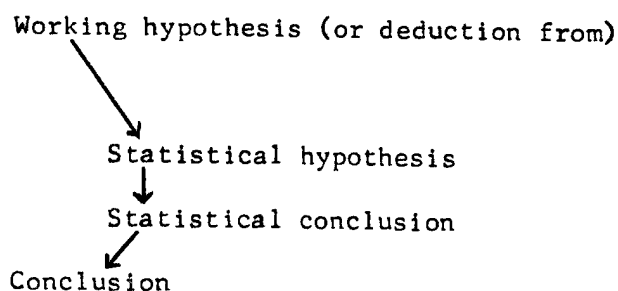 Working hypothesis (or deduction from)
Statistical hypothesis
Statistical conclusion
Conclusion